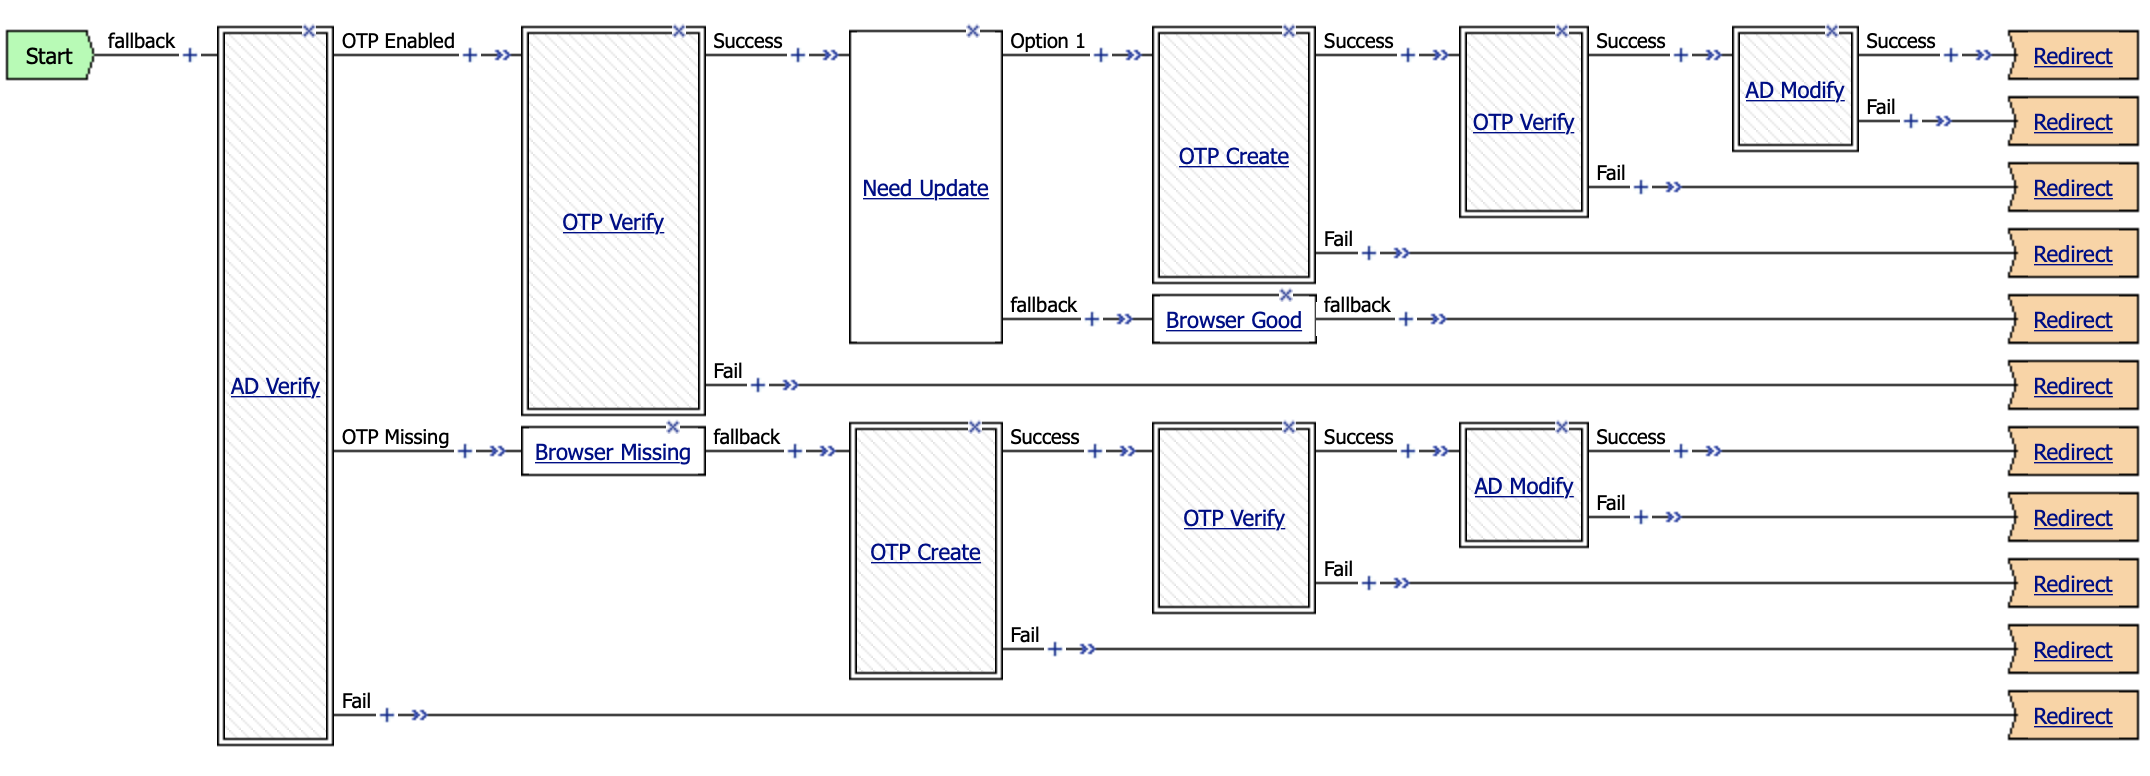 Start
fallback
AD Verify
OTP Enabled
OTP Verify
Success
Need Update
Option 1
OTP Create
Success
OTP Verify
Success
AD Modify
Success
Redirect
Fail
Redirect
Fail
Redirect
Fail
Redirect
fallback
Browser Good
fallback
Redirect
Fail
Redirect
OTP Missing
Browser Missing
fallback
OTP Create
Success
OTP Verify
Success
AD Modify
Success
Redirect
Fail
Redirect
Fail
Redirect
Fail
Redirect
Fail
Redirect